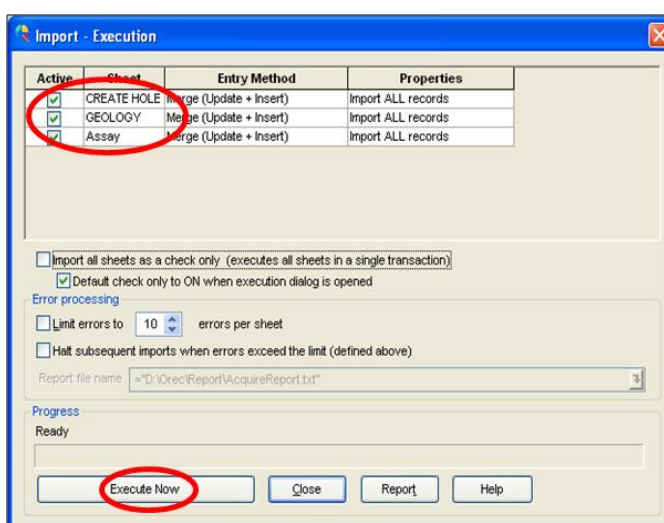 Import - Execution
Active Sheet Entry Method Properties
CREATE HOLE Merge (Update + Insert) Import ALL records
GEOLOGY Merge (Update + Insert) Import ALL records
Assay Merge (Update + Insert) Import ALL records
Import all sheets as a check only (executes all sheets in a single transaction)
Default check only to ON when execution dialog is opened
Error processing
Limit errors to 10 errors per sheet
Halt subsequent imports when errors exceed the limit (defined above)
Report file name ="D:\Orec\Report\AcquireReport.txt"
Progress
Ready
Execute Now Close Report Help